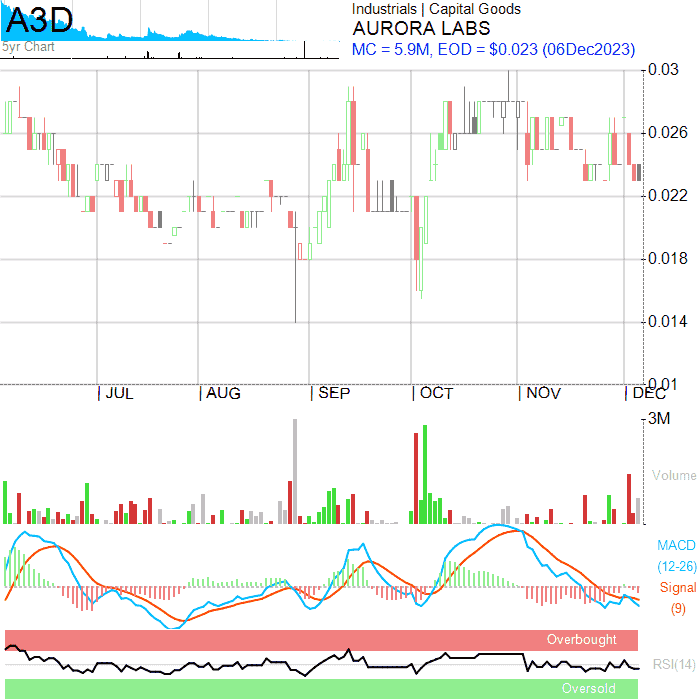 A3D
5yr Chart
Industrials | Capital Goods
AURORA LABS
MC = 5.9M, EOD = $0.023 (06Dec2023)
0.03
0.026
0.022
0.018
0.014
0.01
JUL AUG SEP OCT NOV DEC
3M
Volume
MACD
(12-26)
Signal
(9)
Overbought
RSI(14)
Oversold